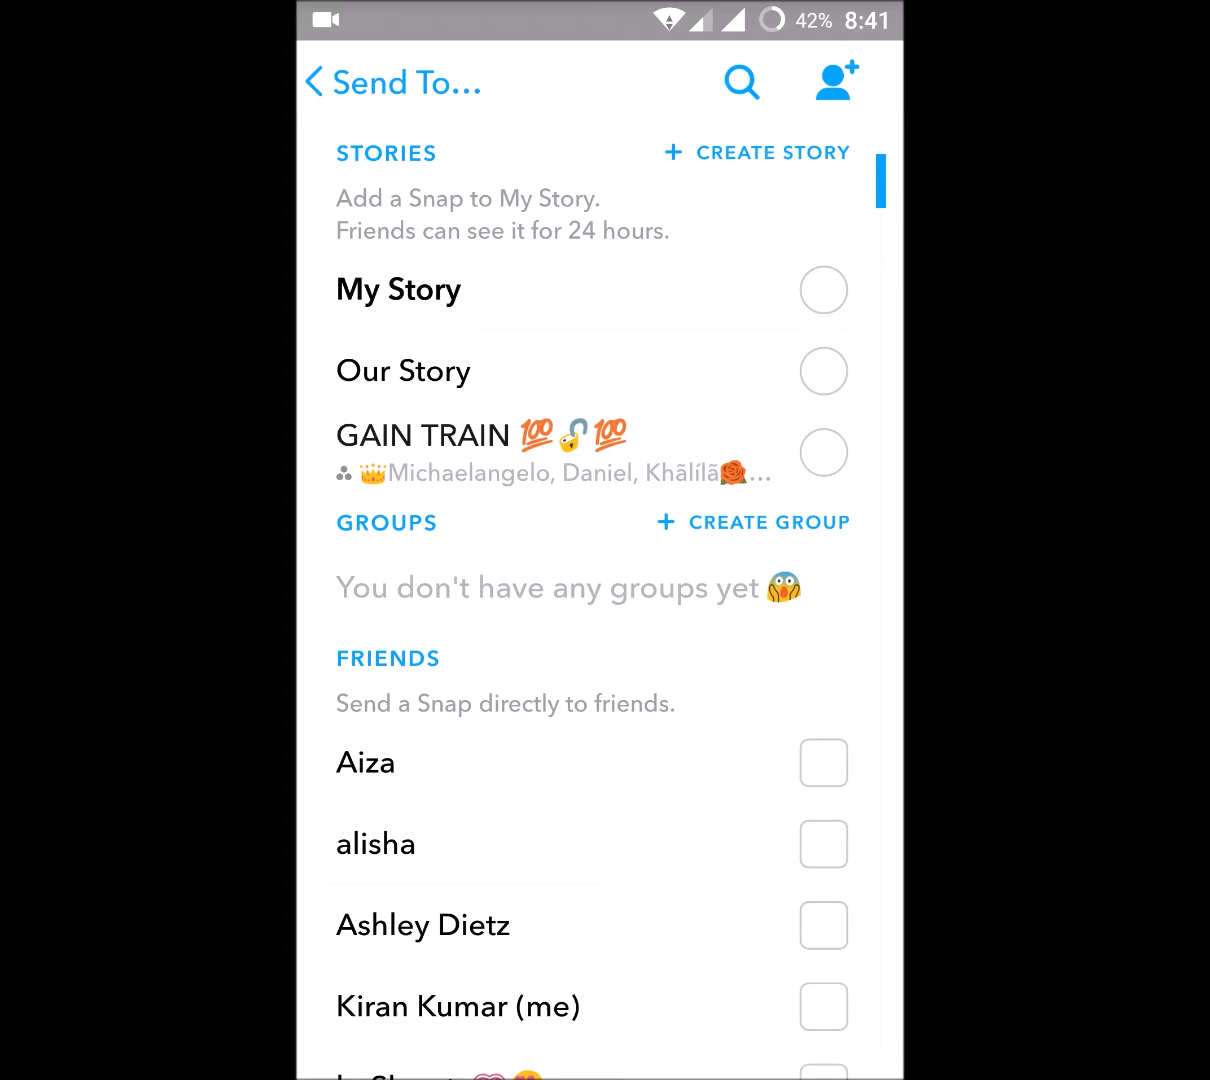 42% 8:41
Send To...
STORIES + CREATE STORY
Add a Snap to My Story.
Friends can see it for 24 hours.
My Story
Our Story
GAIN TRAIN 💯🔓💯
👑Michaelangelo, Daniel, Khãlílã🌹...
GROUPS + CREATE GROUP
You don't have any groups yet 😱
FRIENDS
Send a Snap directly to friends.
Aiza
alisha
Ashley Dietz
Kiran Kumar (me)